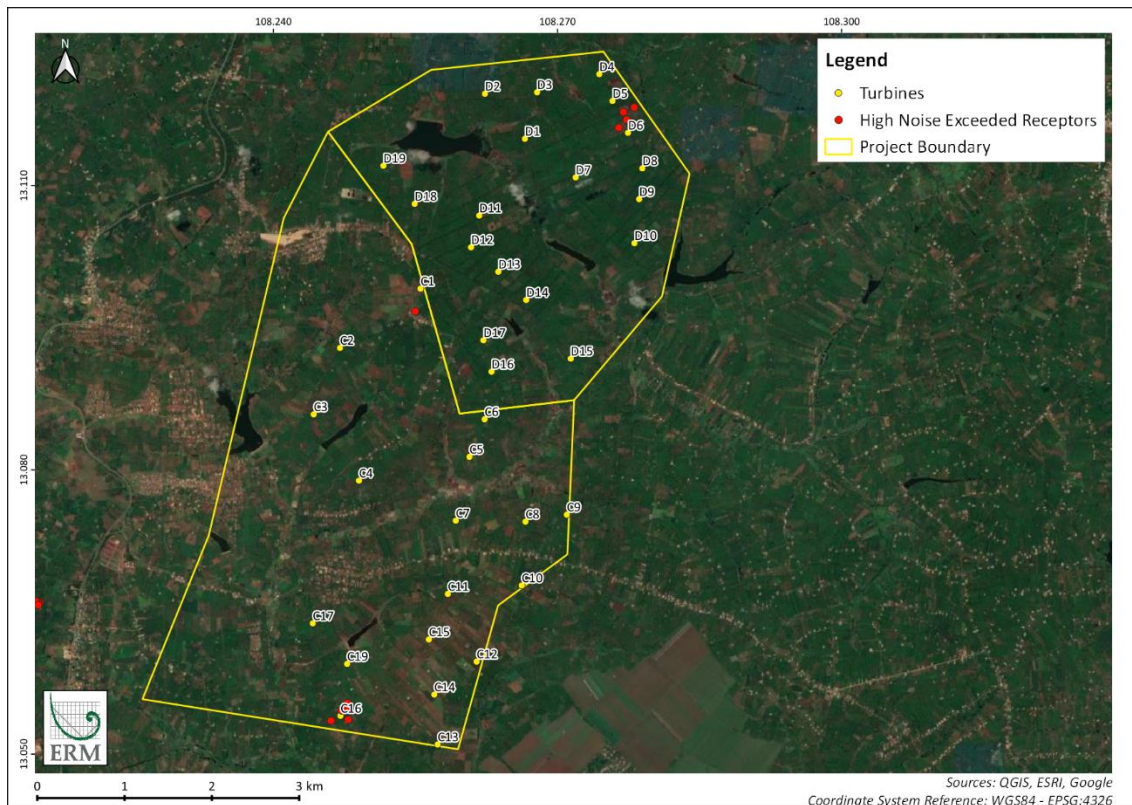 108.240
108.270
108.300
N
Legend
Turbines
High Noise Exceeded Receptors
Project Boundary
D4
D2
D3
D5
D6
D1
13.110
D19
D7
D8
D18
D9
D11
D12
D10
D13
C1
D14
C2
D17
D15
D16
C3
C6
C5
13.080
C4
C9
C7
C8
C10
C11
C17
C15
C19
C12
C14
C16
ERM
C13
13.050
Sources: QGIS, ESRI, Google
0 1 2 3 km
Coordinate System Reference: WGS84 - EPSG:4326